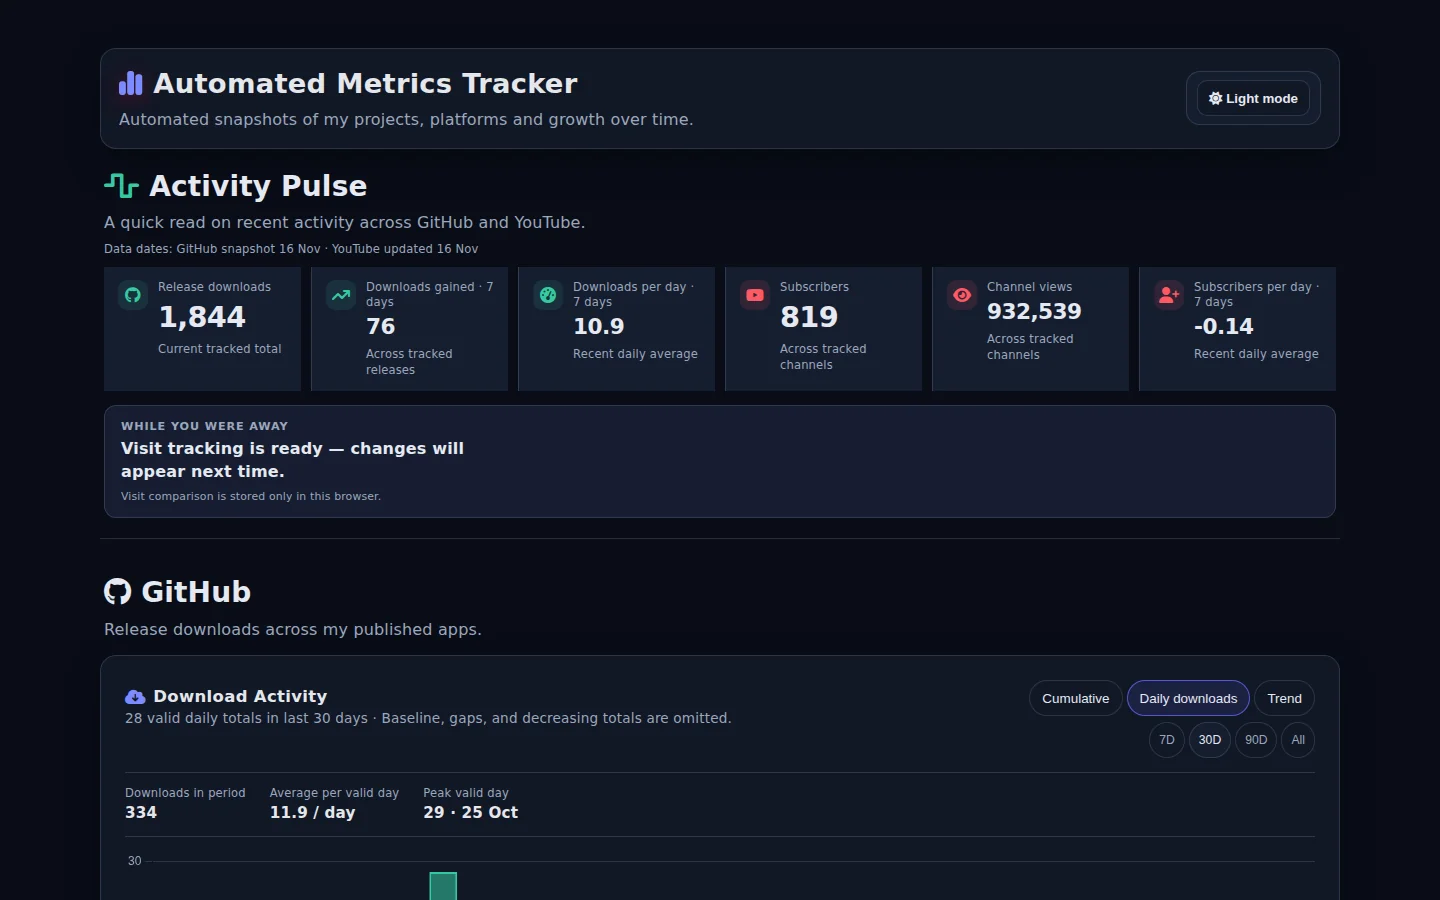 Automated Metrics Tracker
Automated snapshots of my projects, platforms and growth over time.
Light mode
Activity Pulse
A quick read on recent activity across GitHub and YouTube.
Data dates: GitHub snapshot 16 Nov · YouTube updated 16 Nov
Release downloads
1,844
Current tracked total
Downloads gained · 7
days
76
Across tracked
releases
Downloads per day ·
7 days
10.9
Recent daily average
Subscribers
819
Across tracked
channels
Channel views
932,539
Across tracked
channels
Subscribers per day ·
7 days
-0.14
Recent daily average
WHILE YOU WERE AWAY
Visit tracking is ready — changes will
appear next time.
Visit comparison is stored only in this browser.
GitHub
Release downloads across my published apps.
Download Activity
28 valid daily totals in last 30 days · Baseline, gaps, and decreasing totals are omitted.
Cumulative
Daily downloads
Trend
7D
30D
90D
All
Downloads in period
334
Average per valid day
11.9 / day
Peak valid day
29 · 25 Oct
30